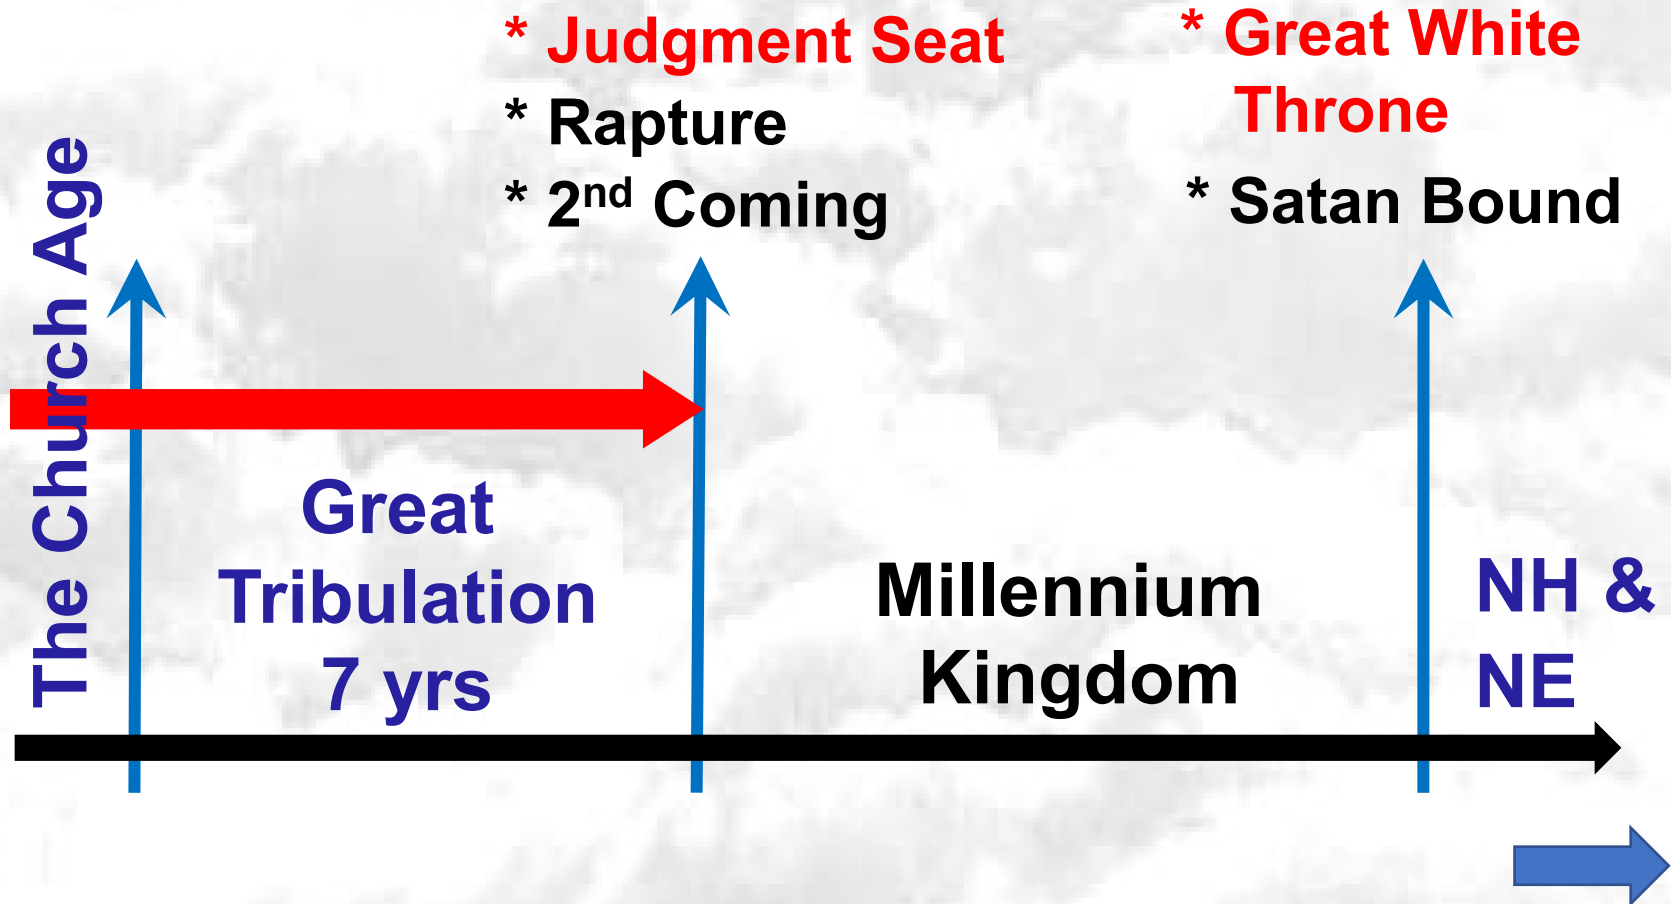 The Church Age
* Judgment Seat
* Rapture
* 2nd Coming
* Great White
Throne
* Satan Bound
Great
Tribulation
7 yrs
Millennium
Kingdom
NH &
NE